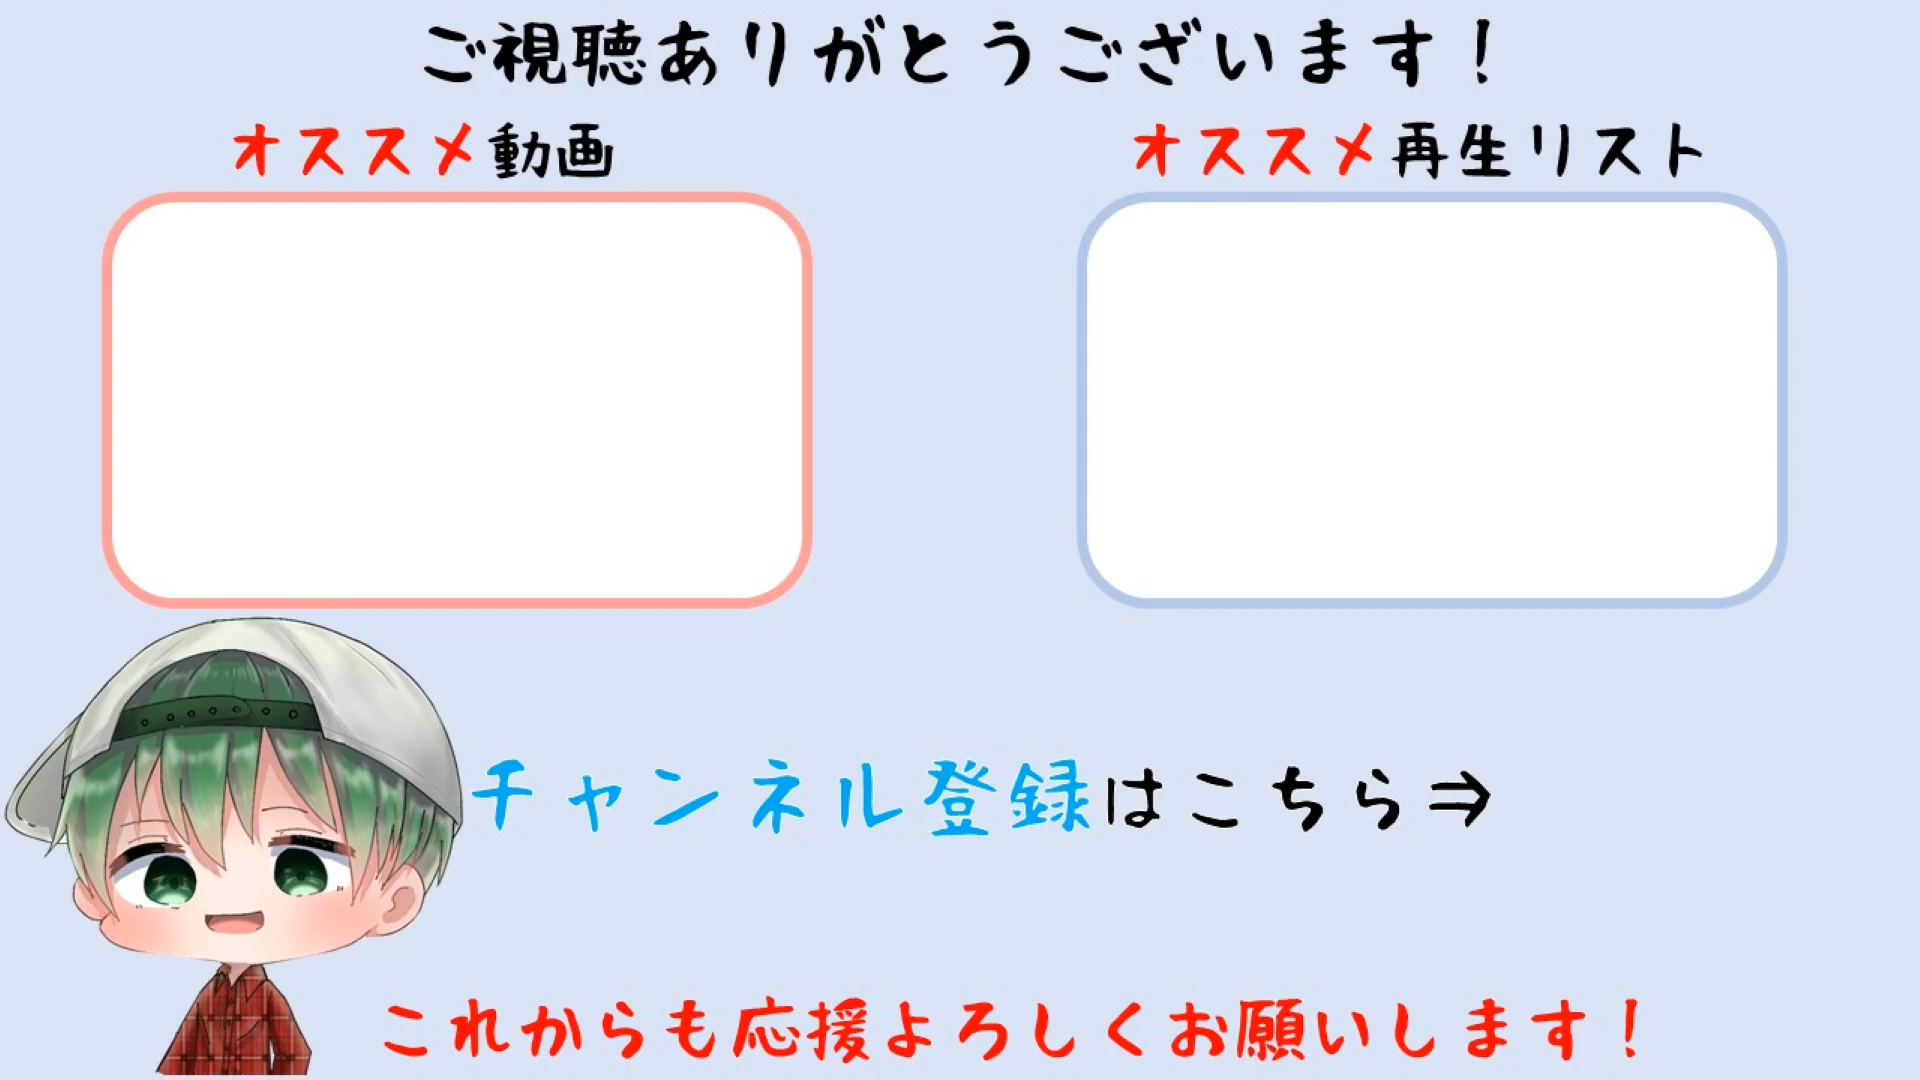 ご視聴ありがとうございます！
オススメ動画
オススメ再生リスト
チャンネル登録はこちら⇒
これからも応援よろしくお願いします！